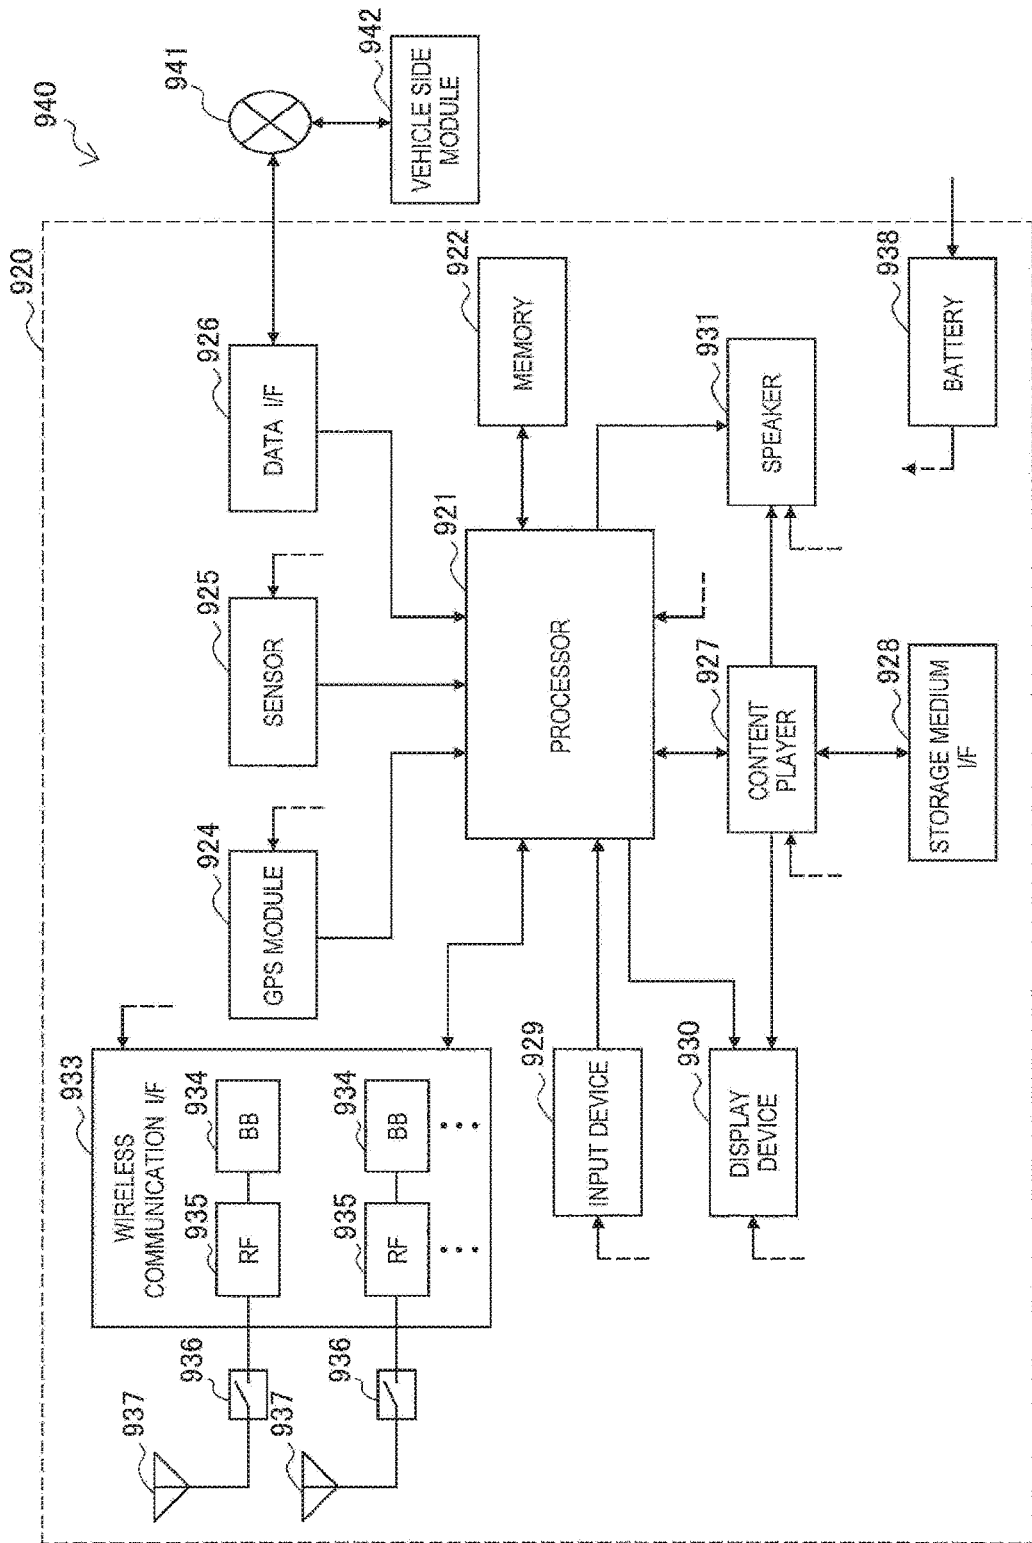 940
941
942
VEHICLE SIDE
MODULE
920
926
DATA I/F
922
MEMORY
938
BATTERY
931
SPEAKER
925
SENSOR
921
PROCESSOR
927
CONTENT
PLAYER
928
STORAGE MEDIUM
I/F
924
GPS MODULE
933
WIRELESS
COMMUNICATION I/F
934
BB
934
BB
935
RF
935
RF
929
INPUT DEVICE
930
DISPLAY
DEVICE
936
936
937
937